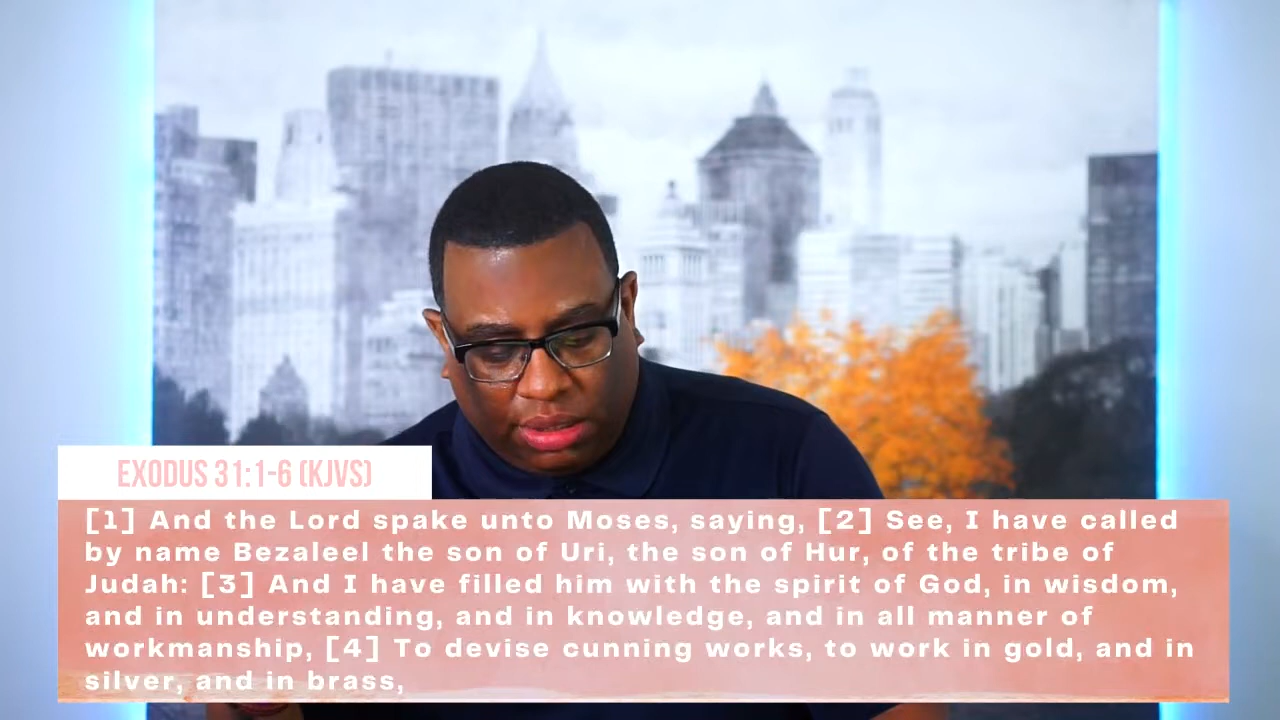 EXODUS 31:1-6 (KJVS)
[1] And the Lord spake unto Moses, saying, [2] See, I have called
by name Bezaleel the son of Uri, the son of Hur, of the tribe of
Judah: [3] And I have filled him with the spirit of God, in wisdom,
and in understanding, and in knowledge, and in all manner of
workmanship, [4] To devise cunning works, to work in gold, and in
silver, and in brass,